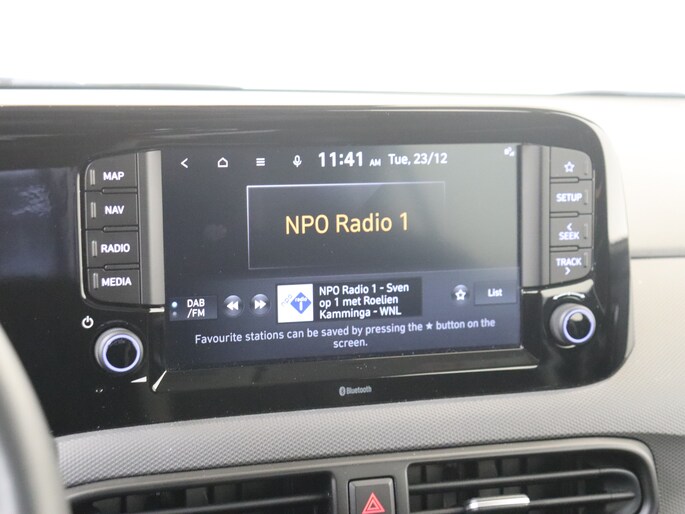 11:41 AM Tue, 23/12
MAP
NAV
RADIO
MEDIA
NPO Radio 1
SETUP
SEEK
TRACK
DAB
/FM
NPO Radio 1 - Sven
op 1 met Roelien
Kamminga - WNL
List
Favourite stations can be saved by pressing the ★ button on the
screen.
Bluetooth